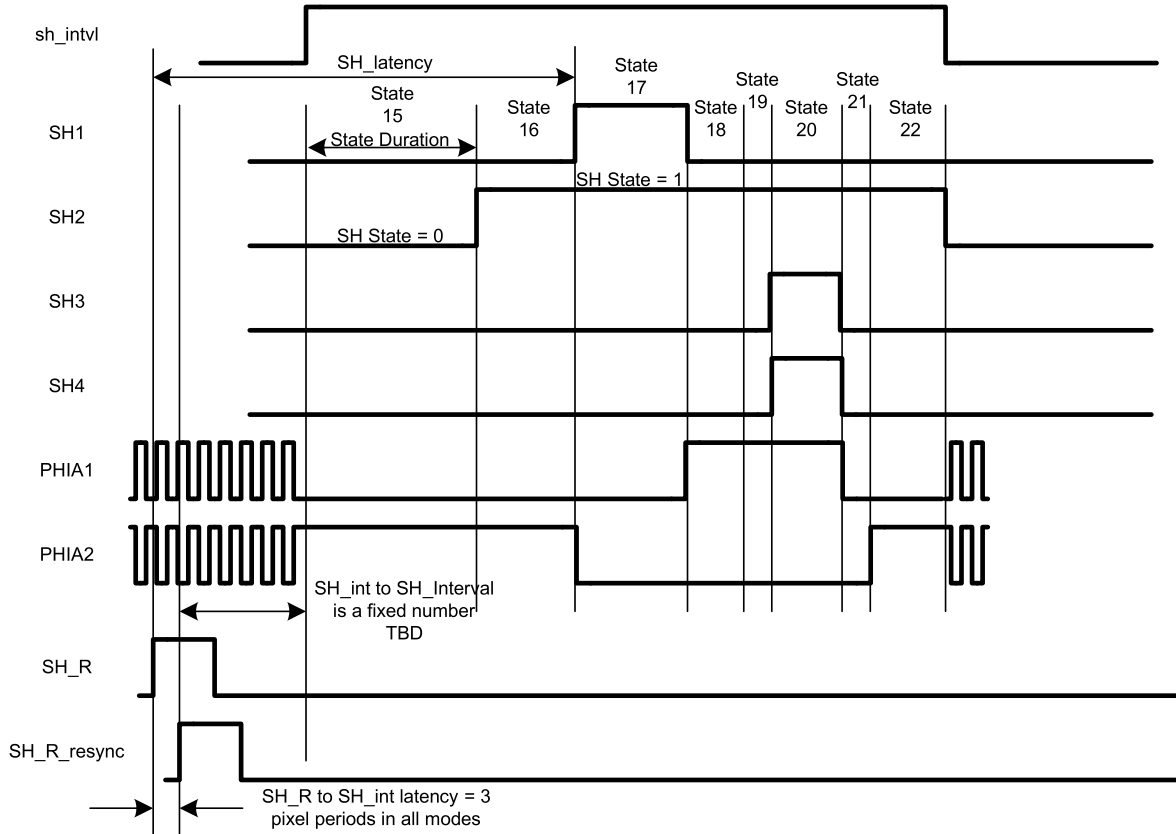 sh_intvl
SH_latency
State
17
State
19
State
21
State
15
State
16
State
18
State
20
State
22
SH1
State Duration
SH State = 1
SH2
SH State = 0
SH3
SH4
PHIA1
PHIA2
SH_int to SH_Interval
is a fixed number
TBD
SH_R
SH_R_resync
SH_R to SH_int latency = 3
pixel periods in all modes